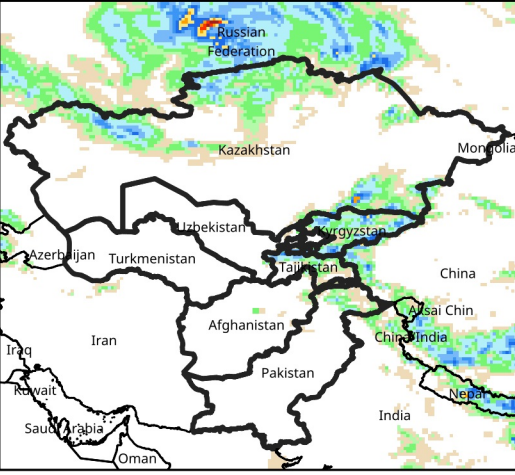 Russian
Federation
Kazakhstan
Mongolia
Uzbekistan
Kyrgyzstan
Azerbaijan
Turkmenistan
Tajikistan
China
Aksai Chin
Afghanistan
China/India
Iran
Iraq
Pakistan
Kuwait
Nepal
India
Saudi Arabia
Oman